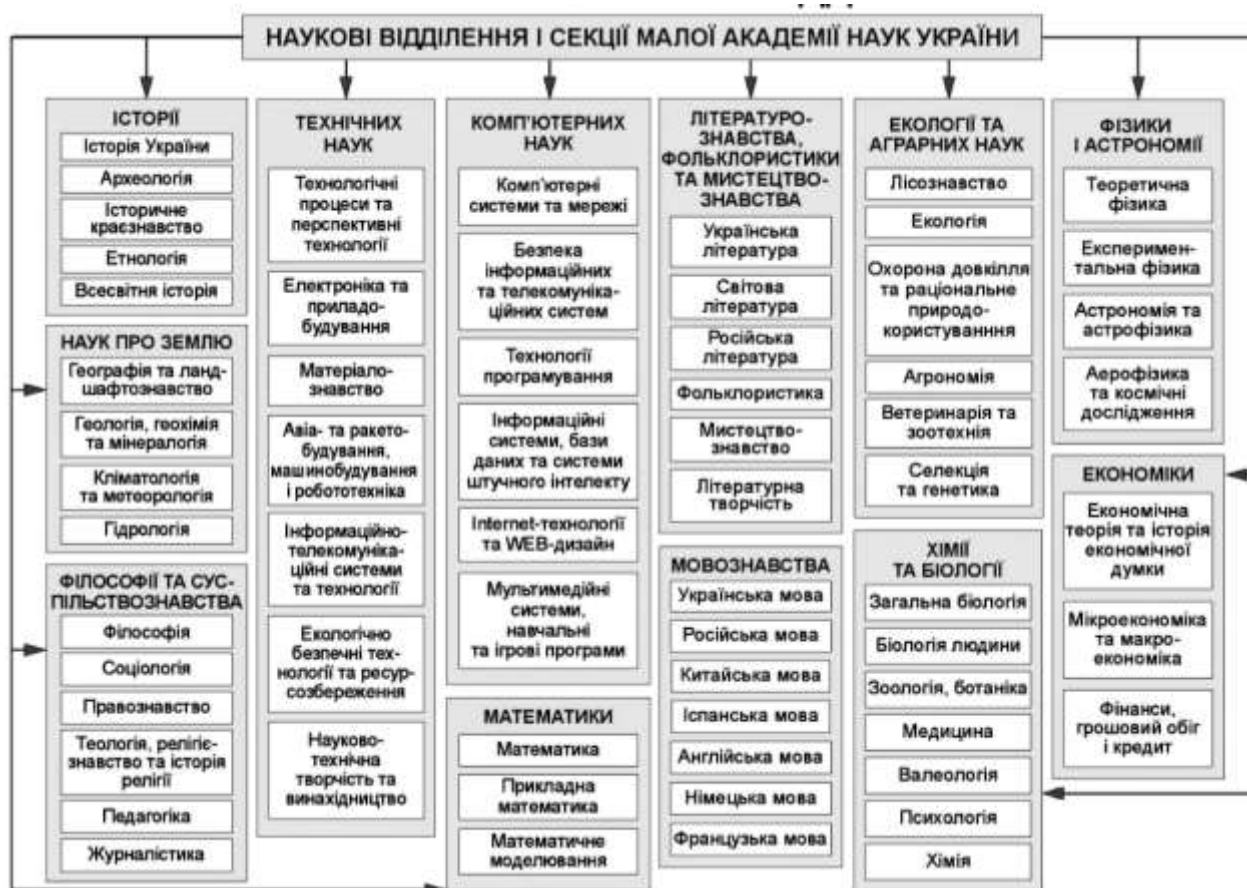 НАУКОВІ ВІДДІЛЕННЯ І СЕКЦІЇ МАЛОЇ АКАДЕМІЇ НАУК УКРАЇНИ
ІСТОРІЇ
Історія України
Археологія
Історичне
краєзнавство
Етнологія
Всесвітня історія
НАУК ПРО ЗЕМЛЮ
Географія та ланд-
шафтознавство
Геологія, геохімія
та мінералогія
Кліматологія
та метеорологія
Гідрологія
ФІЛОСОФІЇ ТА СУС-
ПІЛЬСТВОЗНАВСТВА
Філософія
Соціологія
Правознавство
Теологія, релігіє-
знавство та історія
релігії
Педагогіка
Журналістика
ТЕХНІЧНИХ
НАУК
Технологічні
процеси та
перспективні
технології
Електроніка та
приладо-
будування
Матеріало-
знавство
Авіа- та ракето-
будування,
машинобудування
і робототехніка
Інформаційно-
телекомуніка-
ційні системи
та технології
Екологічно
безпечні тех-
нології та ресур-
созбереження
Науково-
технічна
творчість та
винахідництво
КОМП'ЮТЕРНИХ
НАУК
Комп'ютерні
системи та мережі
Безпека
інформаційних
та телекомуніка-
ційних систем
Технології
програмування
Інформаційні
системи, бази
даних та системи
штучного інтелекту
Internet-технології
та WEB-дизайн
Мультимедійні
системи,
навчальні
та ігрові програми
МАТЕМАТИКИ
Математика
Прикладна
математика
Математичне
моделювання
ЛІТЕРАТУРО-
ЗНАВСТВА,
ФОЛЬКЛОРИСТИКИ
ТА МИСТЕЦТВО-
ЗНАВСТВА
Українська
література
Світова
література
Російська
література
Фольклористика
Мистецтво-
знавство
Літературна
творчість
МОВОЗНАВСТВА
Українська мова
Російська мова
Китайська мова
Іспанська мова
Англійська мова
Німецька мова
Французька мова
ЕКОЛОГІЇ ТА
АГРАРНИХ НАУК
Лісознавство
Екологія
Охорона довкілля
та раціональне
природо-
користуванння
Агрономія
Ветеринарія та
зоотехнія
Селекція
та генетика
ХІМІЇ
ТА БІОЛОГІЇ
Загальна біологія
Біологія людини
Зоологія, ботаніка
Медицина
Валеологія
Психологія
Хімія
ФІЗИКИ
І АСТРОНОМІЇ
Теоретична
фізика
Експеримен-
тальна фізика
Астрономія та
астрофізика
Аерофізика
та космічні
дослідження
ЕКОНОМІКИ
Економічна
теорія та історія
економічної
думки
Мікроекономіка
та макро-
економіка
Фінанси,
грошовий обіг
і кредит